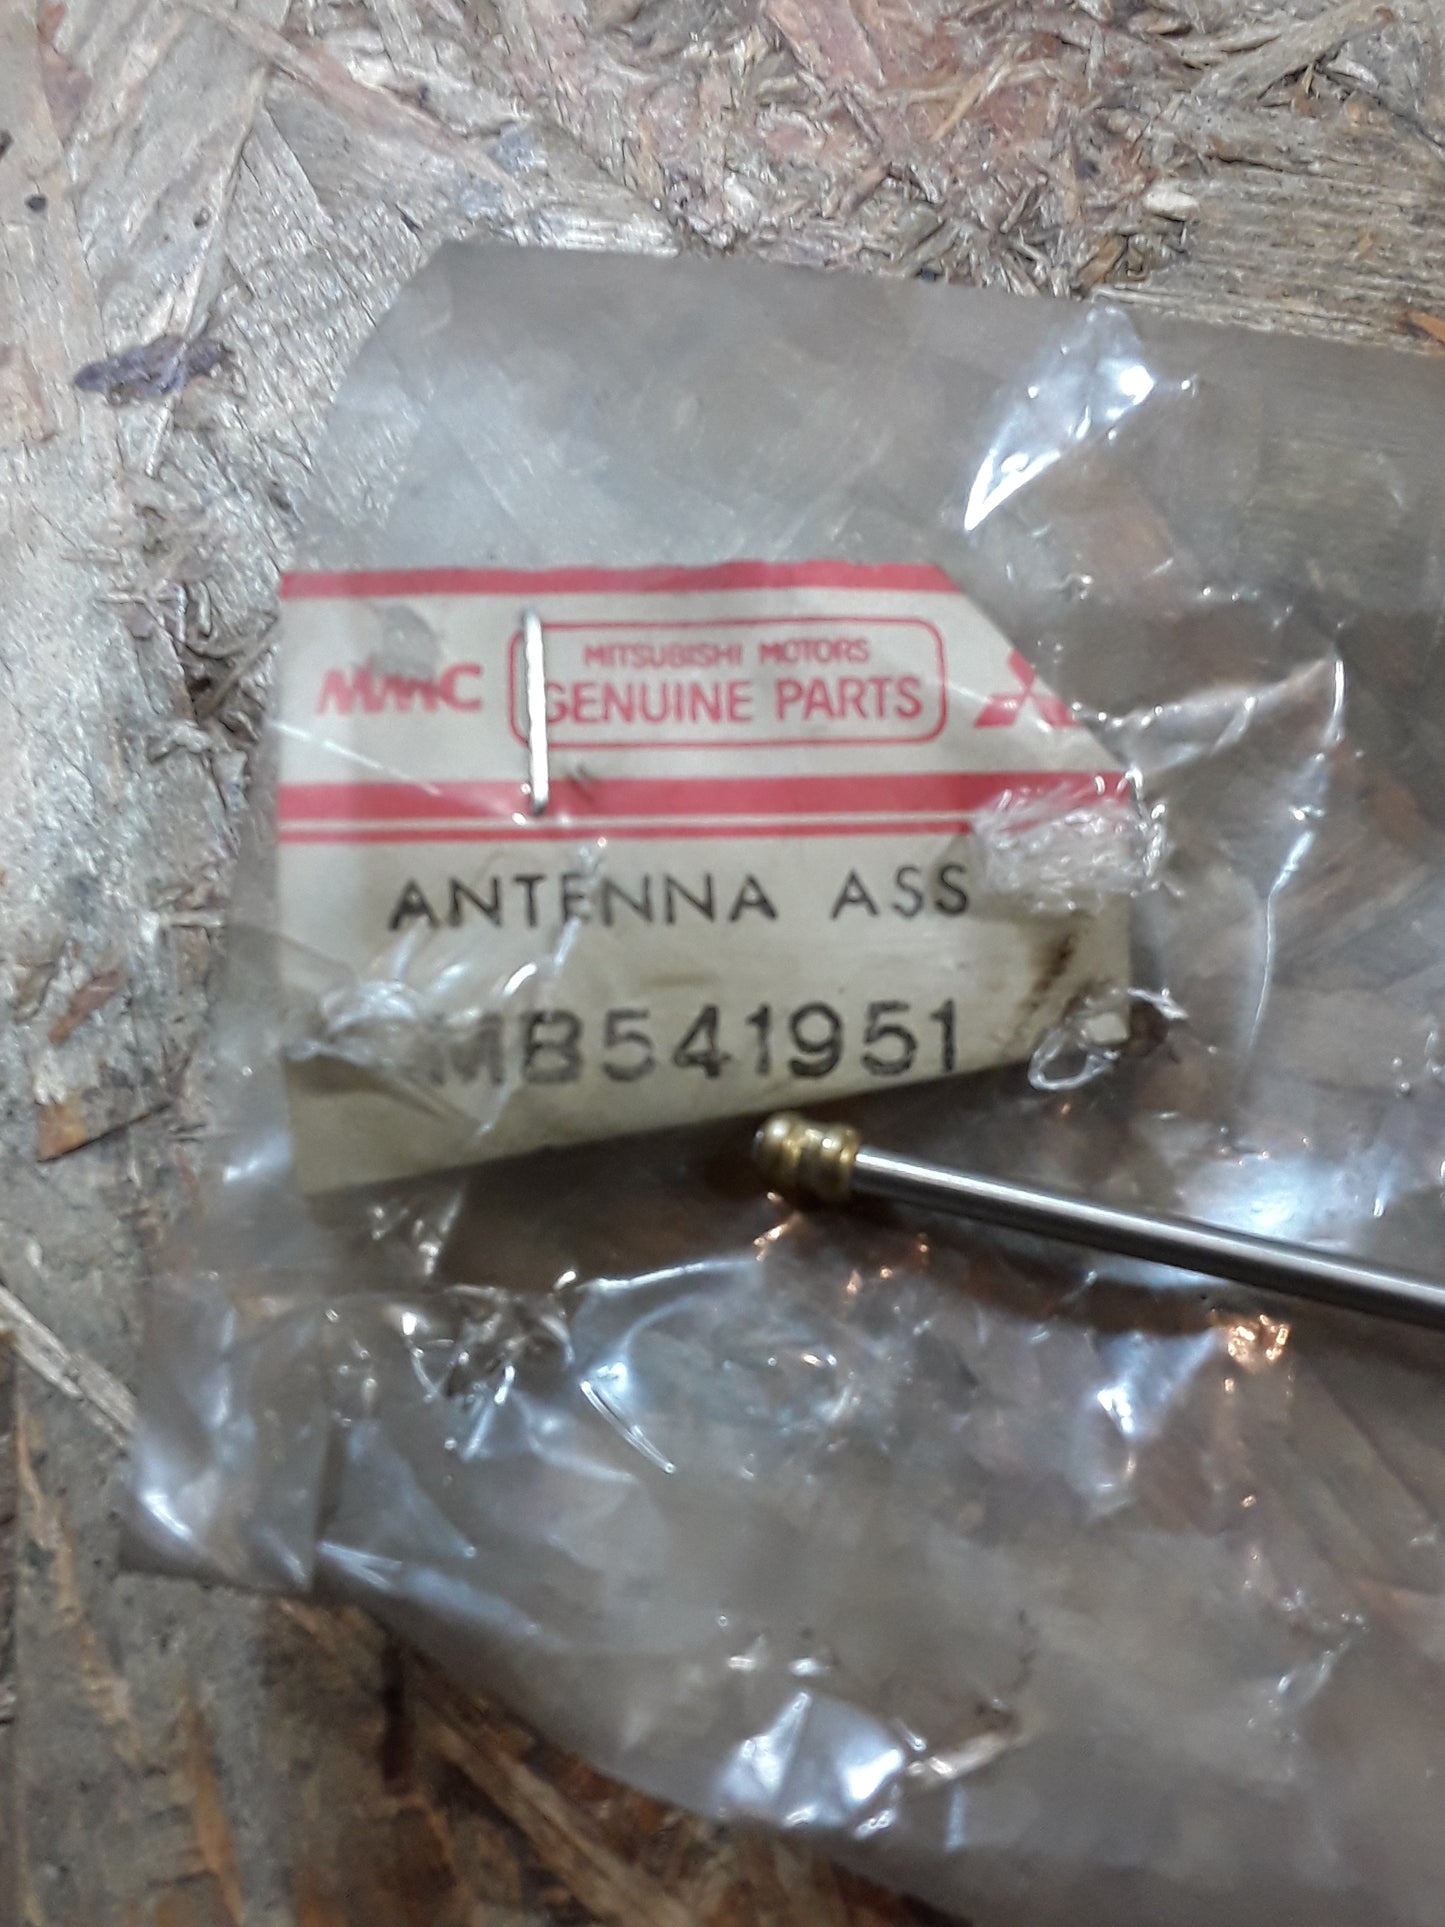 MMC
MITSUBISHI MOTORS
GENUINE PARTS
ANTENNA ASS
MB541951